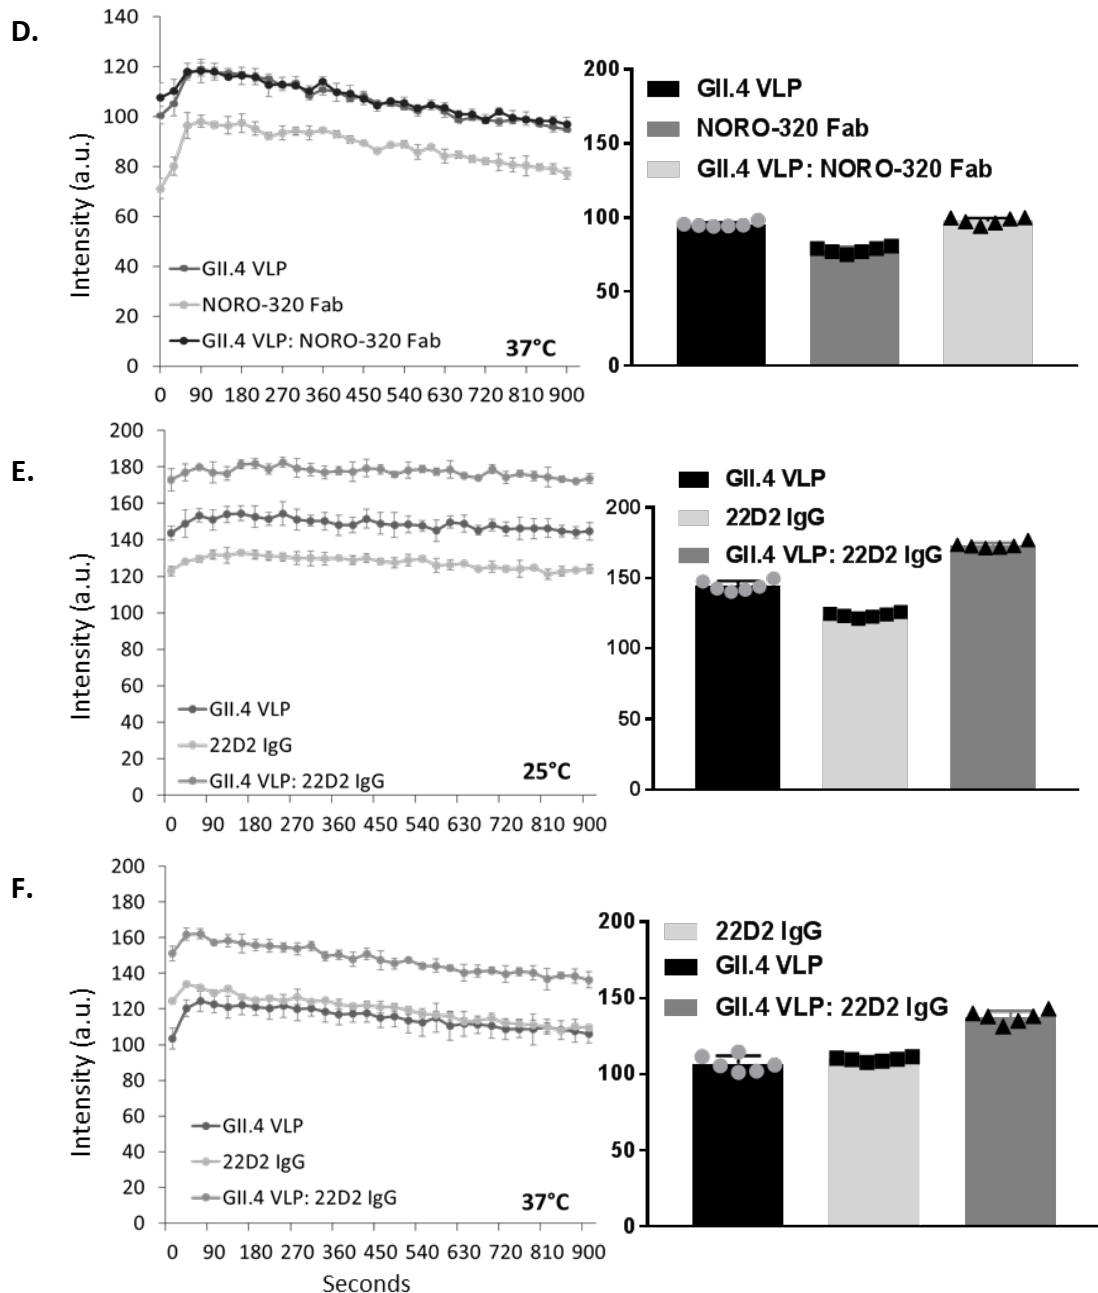 D.
140
120
100
80
60
40
20
0
Intensity (a.u.)
GII.4 VLP
NORO-320 Fab
GII.4 VLP: NORO-320 Fab
37°C
0 90 180 270 360 450 540 630 720 810 900
200
150
100
50
0
GII.4 VLP
NORO-320 Fab
GII.4 VLP: NORO-320 Fab
E.
200
180
160
140
120
100
80
60
40
20
0
Intensity (a.u.)
GII.4 VLP
22D2 IgG
GII.4 VLP: 22D2 IgG
25°C
0 90 180 270 360 450 540 630 720 810 900
GII.4 VLP
22D2 IgG
GII.4 VLP: 22D2 IgG
200
150
100
50
0
F.
200
180
160
140
120
100
80
60
40
20
0
Intensity (a.u.)
GII.4 VLP
22D2 IgG
GII.4 VLP: 22D2 IgG
37°C
0 90 180 270 360 450 540 630 720 810 900
Seconds
200
150
100
50
0
22D2 IgG
GII.4 VLP
GII.4 VLP: 22D2 IgG